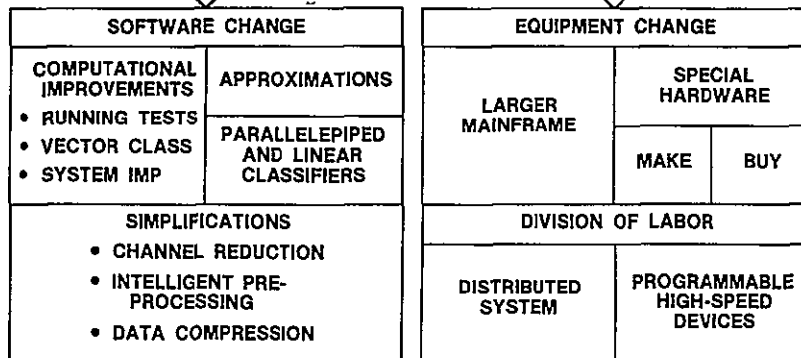 SOFTWARE CHANGE
COMPUTATIONAL
IMPROVEMENTS
• RUNNING TESTS
• VECTOR CLASS
• SYSTEM IMP
APPROXIMATIONS
PARALLELEPIPED
AND LINEAR
CLASSIFIERS
SIMPLIFICATIONS
• CHANNEL REDUCTION
• INTELLIGENT PRE-
PROCESSING
• DATA COMPRESSION
EQUIPMENT CHANGE
LARGER
MAINFRAME
SPECIAL
HARDWARE
MAKE
BUY
DIVISION OF LABOR
DISTRIBUTED
SYSTEM
PROGRAMMABLE
HIGH-SPEED
DEVICES